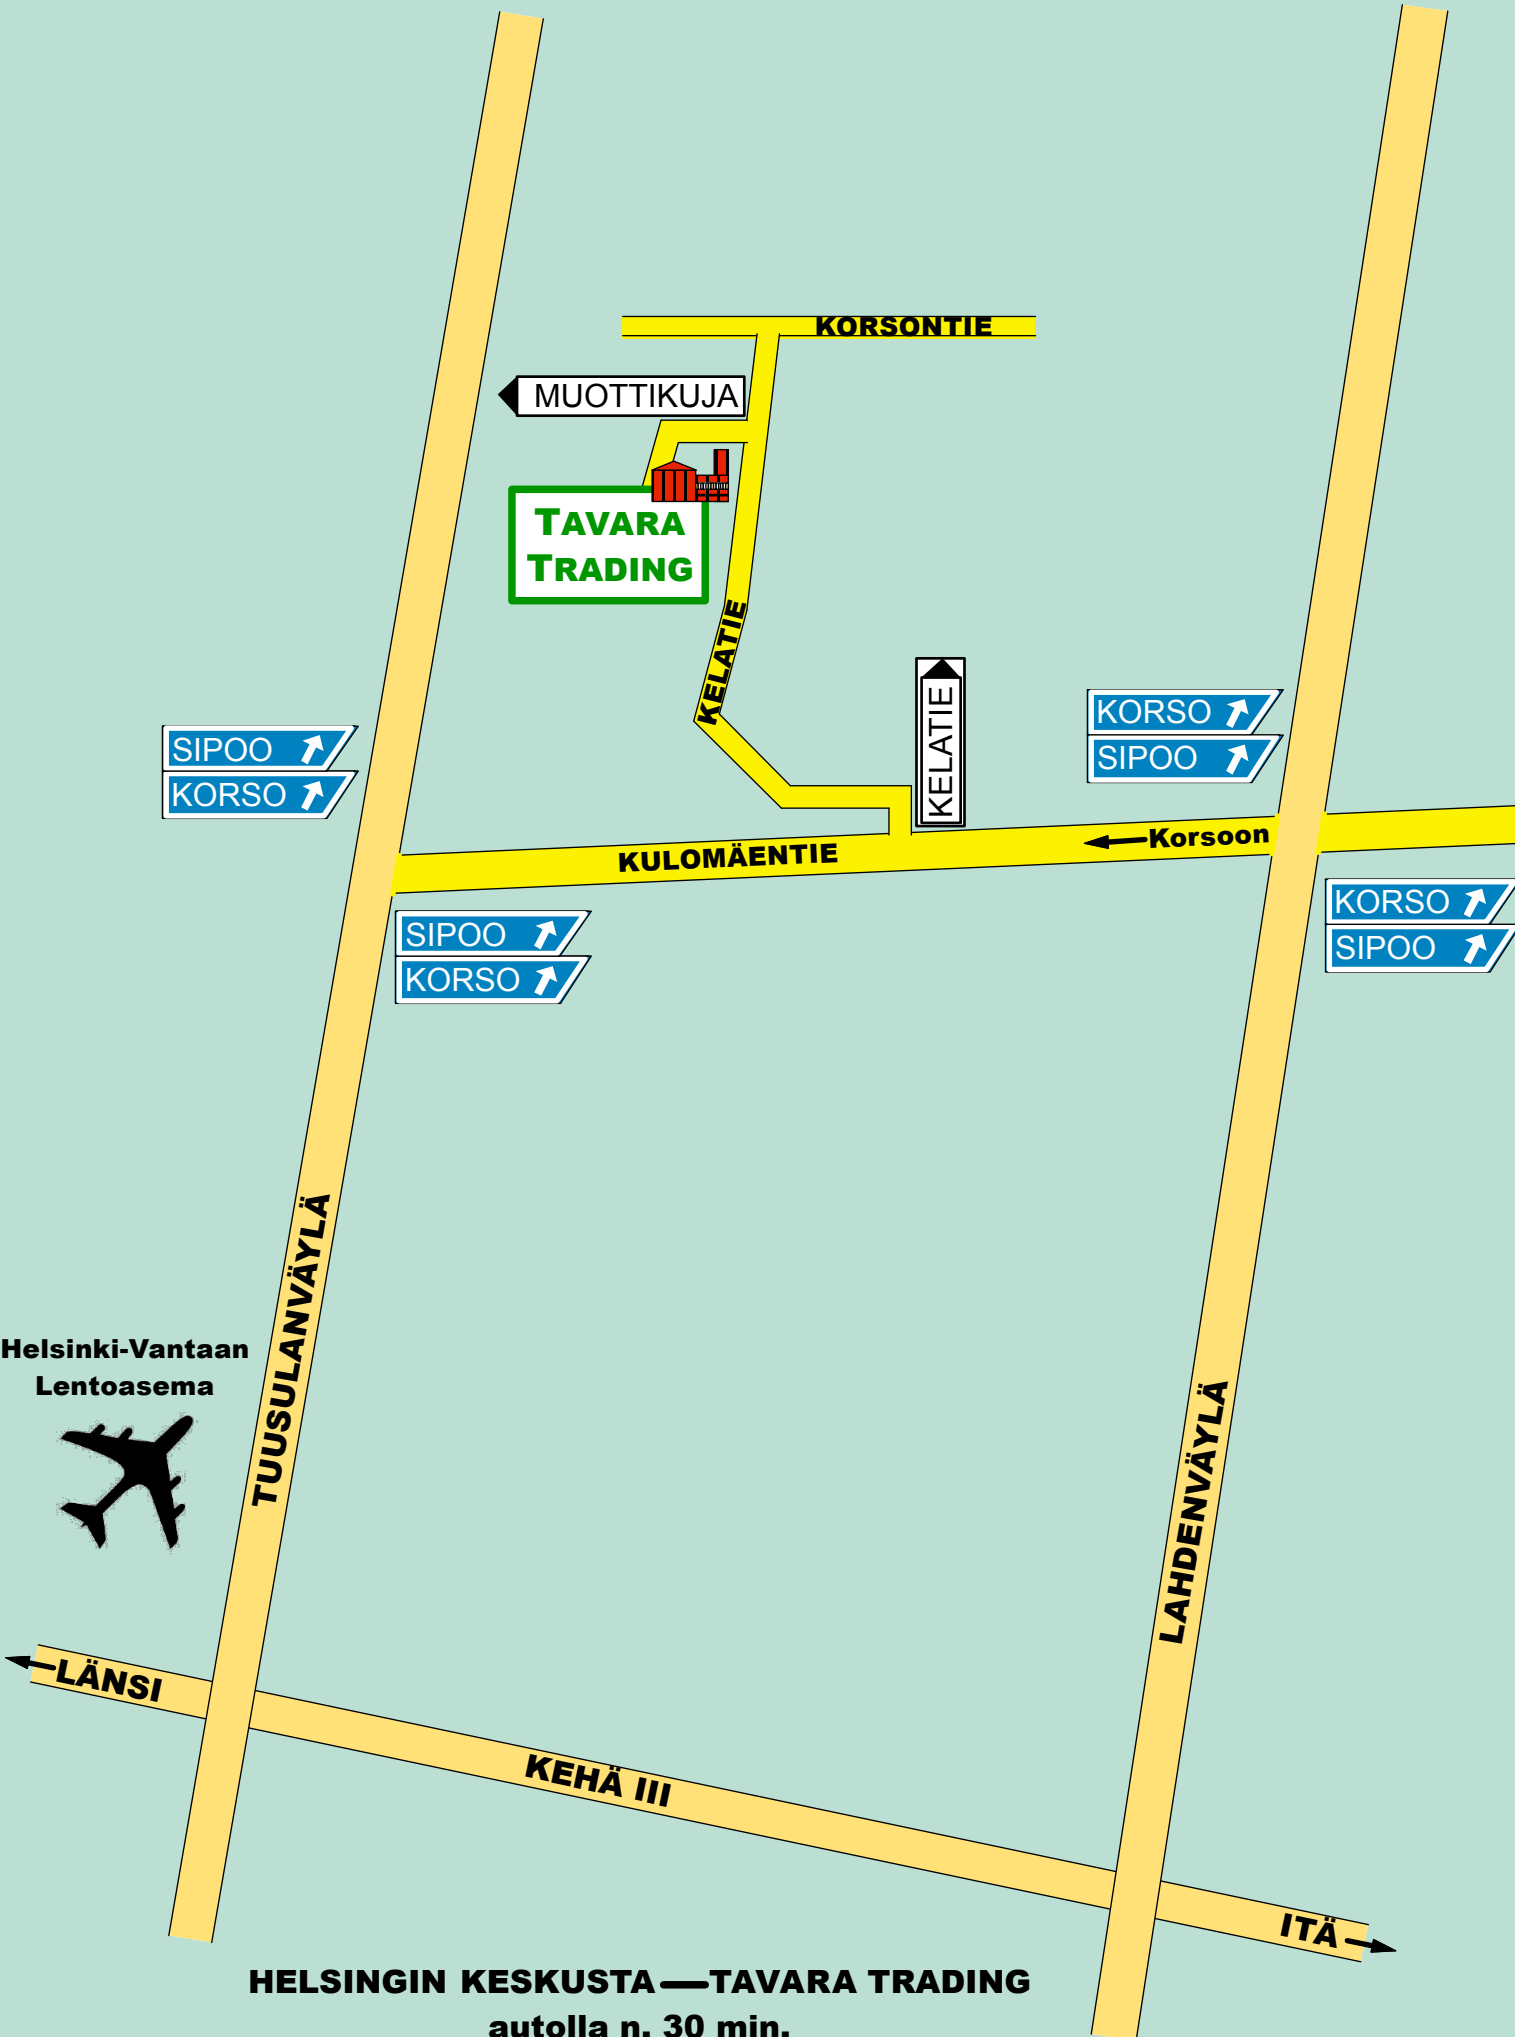 KORSONTIE
MUOTTIKUJA
TAVARA
TRADING
KELATIE
KELATIE
KORSO
SIPOO
SIPOO
KORSO
Korsoon
KULOMÄENTIE
KORSO
SIPOO
SIPOO
KORSO
TUUSULANVÄYLÄ
Helsinki-Vantaan
Lentoasema
LAHDENVÄYLÄ
LÄNSI
KEHÄ III
ITÄ
HELSINGIN KESKUSTA — TAVARA TRADING
autolla n. 30 min.